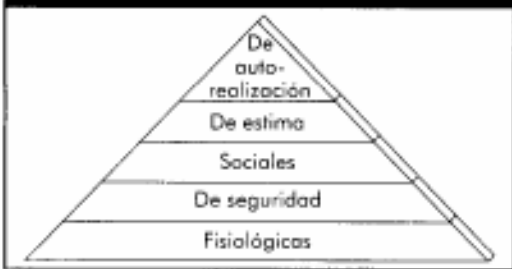 De
auto-
realización
De estima
Sociales
De seguridad
Fisiológicas